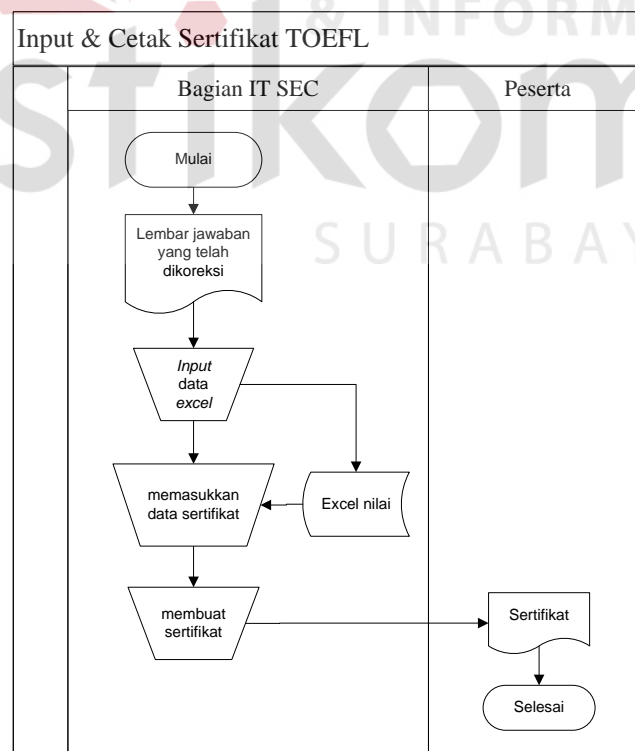 & INFORM
Input & Cetak Sertifikat TOEFL
stikom
SURABAY
Bagian IT SEC
Peserta
Mulai
Lembar jawaban
yang telah
dikoreksi
Input
data
excel
memasukkan
data sertifikat
Excel nilai
membuat
sertifikat
Sertifikat
Selesai